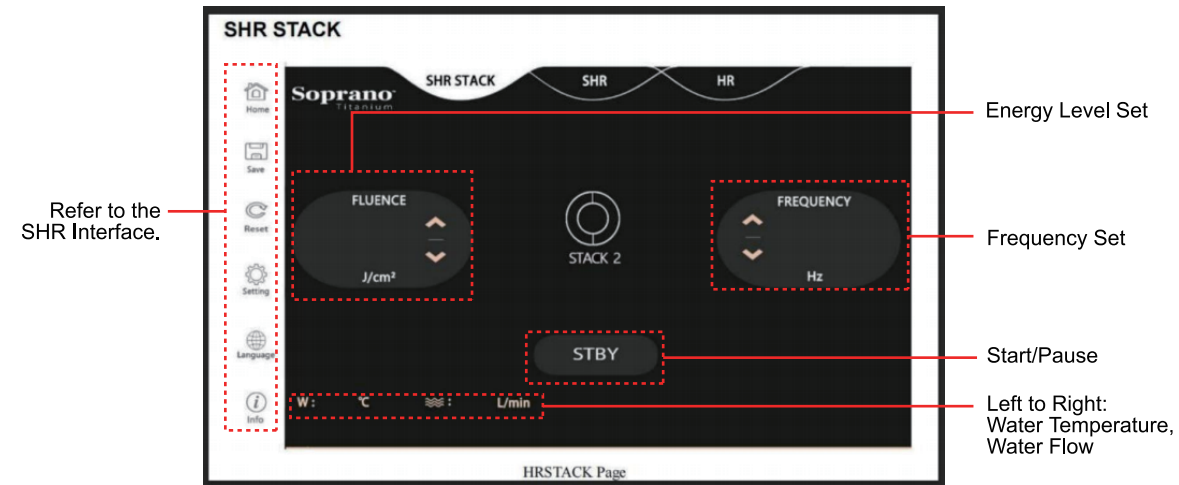 SHR STACK
Home
Save
Reset
Setting
Language
Info
Refer to the
SHR Interface.
Soprano
Titanium
SHR STACK
SHR
HR
FLUENCE
J/cm²
STACK 2
FREQUENCY
Hz
STBY
W : ℃ : L/min
Energy Level Set
Frequency Set
Start/Pause
Left to Right:
Water Temperature,
Water Flow
HRSTACK Page